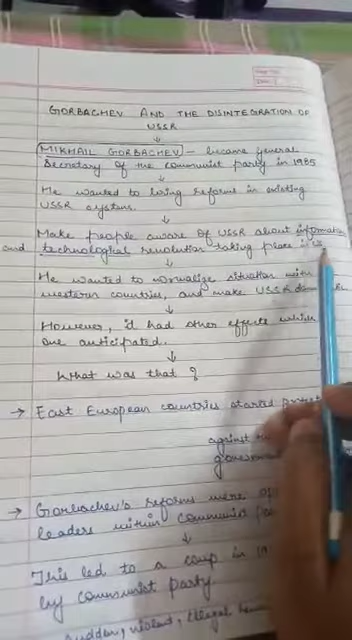 GORBACHEV AND THE DISINTEGRATION OF
USSR
↓
MIKHAIL GORBACHEV - became general
Secretary of the communist party in 1985
↓
He wanted to bring reforms in existing
USSR system.
↓
Make people aware of USSR about information
and technological revolution taking place in
↓
He wanted to normalize situation with
western countries, and make USSR
↓
However, it had other effects which
one anticipated.
↓
What was that ?
→ East European countries started
against
→ Gorbachev's reforms were
leaders within communist
↓
This led to a coup in 19
by communist party.
sudden, violent, illegal